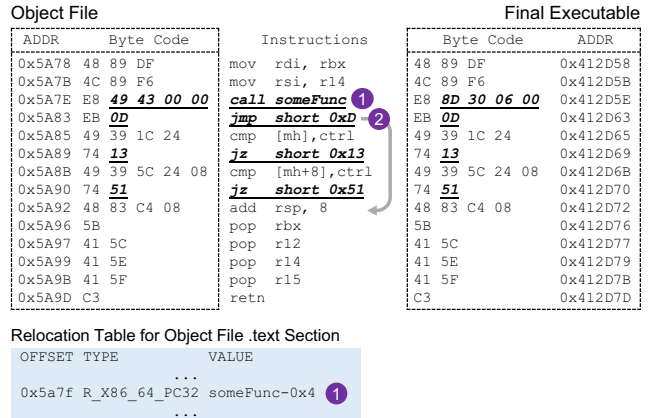 Object File Final Executable
ADDR Byte Code Instructions Byte Code ADDR
0x5A78 48 89 DF mov rdi, rbx 48 89 DF 0x412D58
0x5A7B 4C 89 F6 mov rsi, r14 4C 89 F6 0x412D5B
0x5A7E E8 49 43 00 00 call someFunc 1 E8 8D 30 06 00 0x412D5E
0x5A83 EB 0D jmp short 0xD 2 EB 0D 0x412D63
0x5A85 49 39 1C 24 cmp [mh],ctrl 49 39 1C 24 0x412D65
0x5A89 74 13 jz short 0x13 74 13 0x412D69
0x5A8B 49 39 5C 24 08 cmp [mh+8],ctrl 49 39 5C 24 08 0x412D6B
0x5A90 74 51 jz short 0x51 74 51 0x412D70
0x5A92 48 83 C4 08 add rsp, 8 48 83 C4 08 0x412D72
0x5A96 5B pop rbx 5B 0x412D76
0x5A97 41 5C pop r12 41 5C 0x412D77
0x5A99 41 5E pop r14 41 5E 0x412D79
0x5A9B 41 5F pop r15 41 5F 0x412D7B
0x5A9D C3 retn C3 0x412D7D
Relocation Table for Object File .text Section
OFFSET TYPE VALUE
...
0x5a7f R_X86_64_PC32 someFunc-0x4 1
...